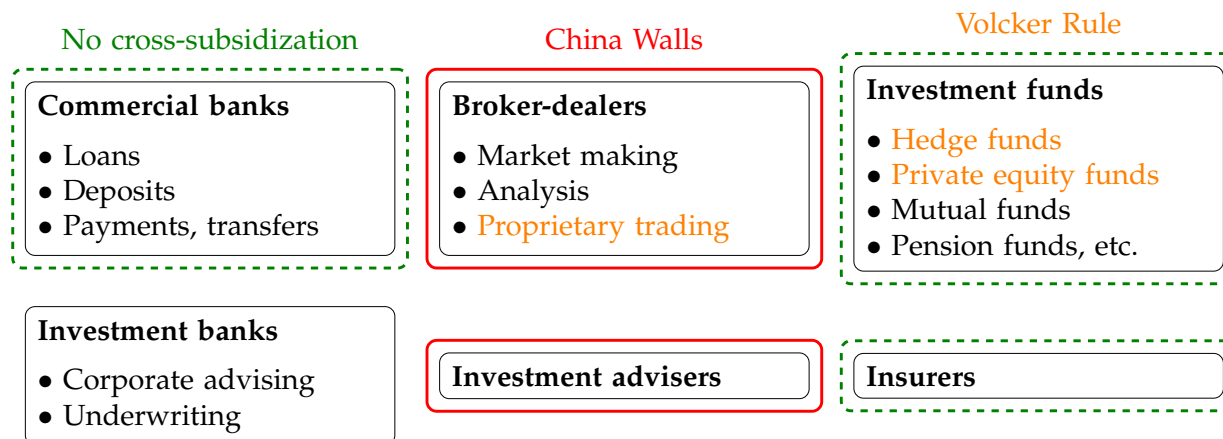 No cross-subsidization
China Walls
Volcker Rule
Commercial banks
• Loans
• Deposits
• Payments, transfers
Broker-dealers
• Market making
• Analysis
• Proprietary trading
Investment funds
• Hedge funds
• Private equity funds
• Mutual funds
• Pension funds, etc.
Investment banks
• Corporate advising
• Underwriting
Investment advisers
Insurers